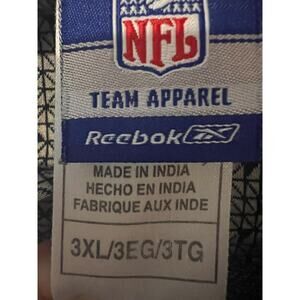 NFL
TEAM APPAREL
Reebok
MADE IN INDIA
HECHO EN INDIA
FABRIQUE AUX INDE
3XL/3EG/3TG